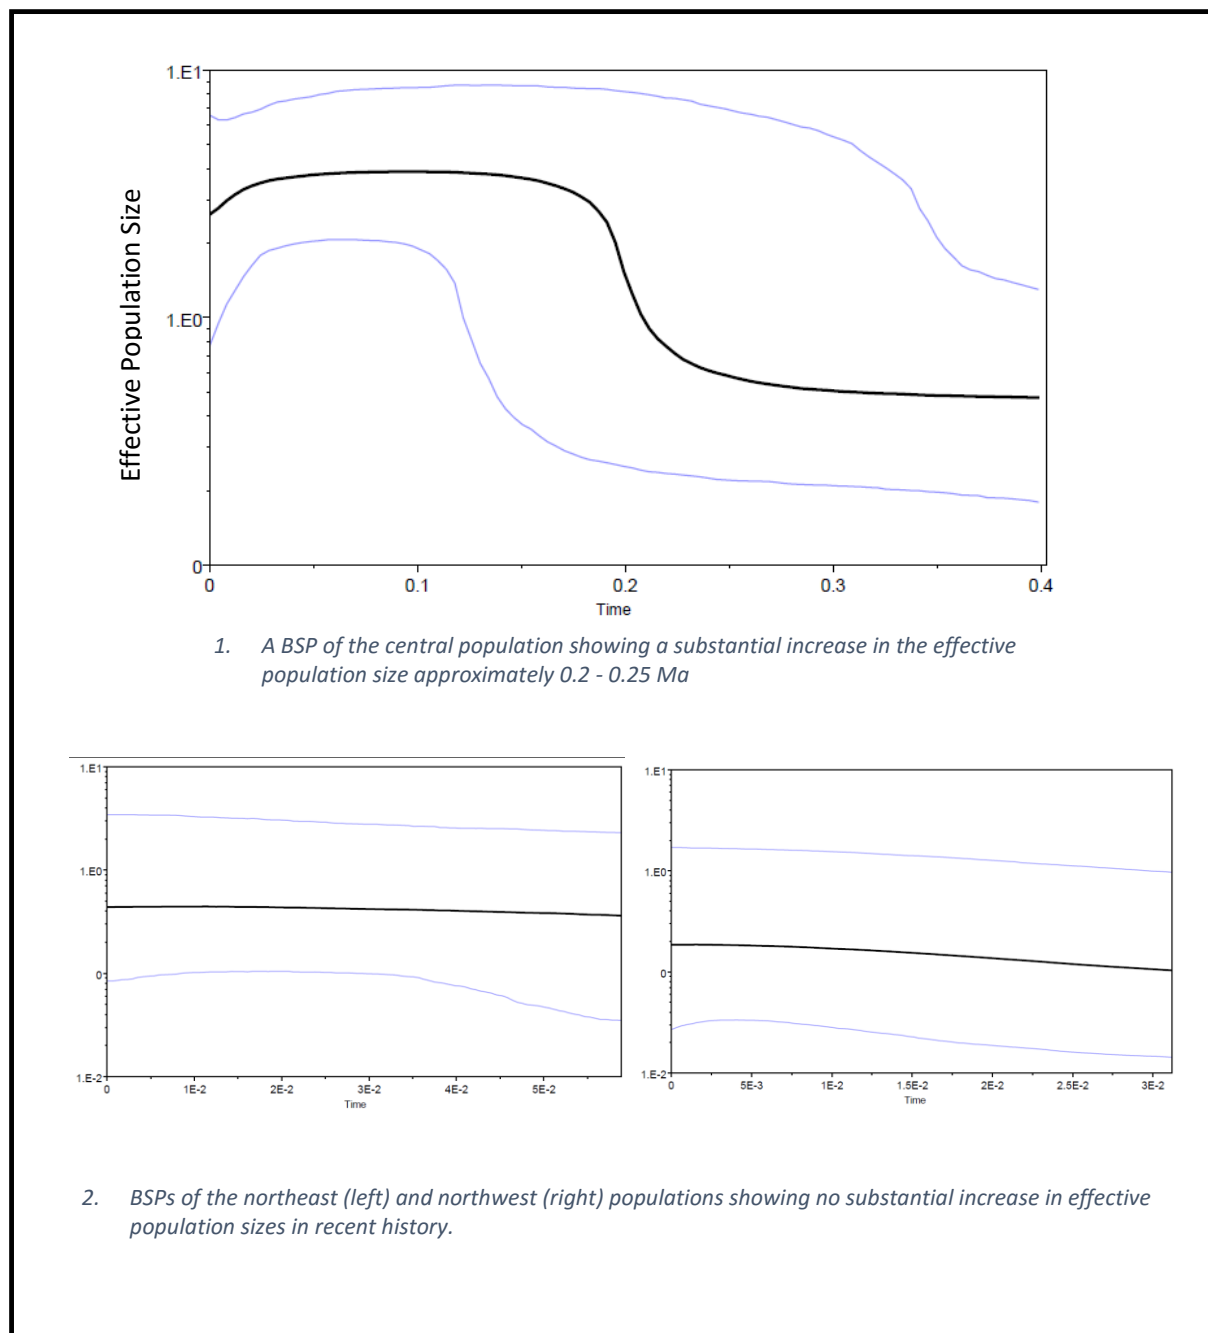 1.E1
Effective Population Size
1.E0
0
0 0.1 0.2 0.3 0.4
Time
1. A BSP of the central population showing a substantial increase in the effective
population size approximately 0.2 - 0.25 Ma
1.E1
1.E0
0
1.E-2
0 1E-2 2E-2 3E-2 4E-2 5E-2
Time
1.E1
1.E0
0
1.E-2
0 5E-3 1E-2 1.5E-2 2E-2 2.5E-2 3E-2
Time
2. BSPs of the northeast (left) and northwest (right) populations showing no substantial increase in effective
population sizes in recent history.